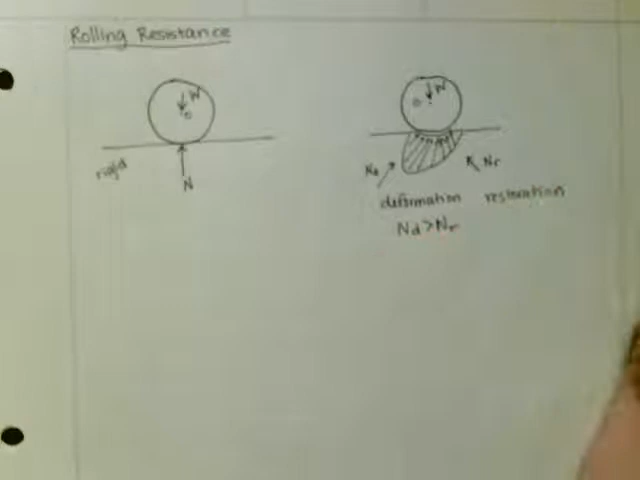 Rolling Resistance
W
o
rigid
N
W
o
Nd
Nr
deformation restoration
Nd > Nr